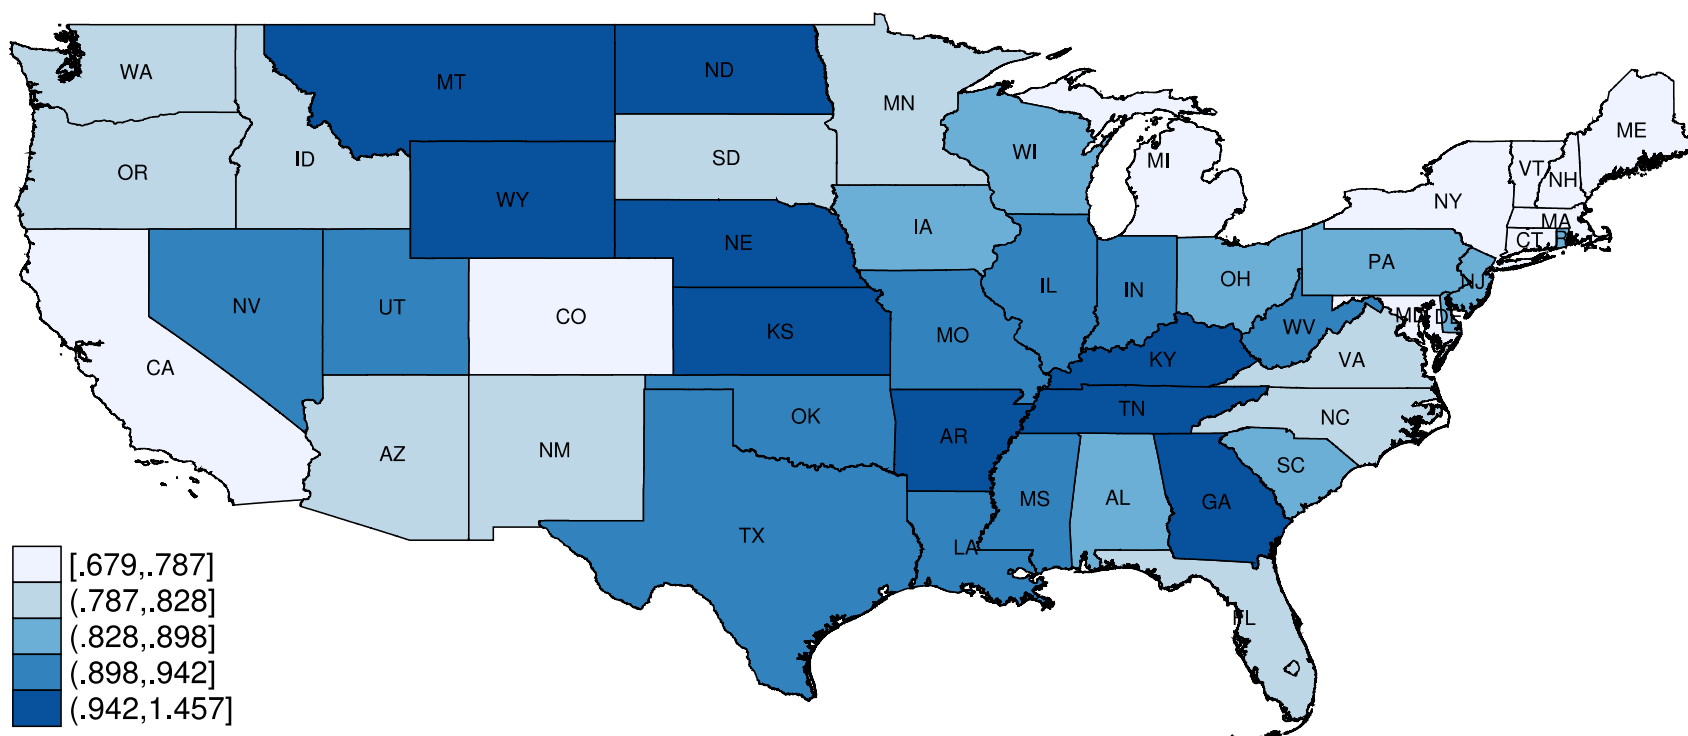 WA
MT
ND
MN
ME
OR
ID
SD
WI
MI
VT
NH
NY
WY
MA
IA
CT
NE
PA
OH
NJ
NV
UT
IL
IN
CO
MD
DE
WV
KS
MO
VA
CA
KY
OK
TN
NC
AR
AZ
NM
SC
MS
AL
GA
TX
LA
FL
[.679,.787]
(.787,.828]
(.828,.898]
(.898,.942]
(.942,1.457]